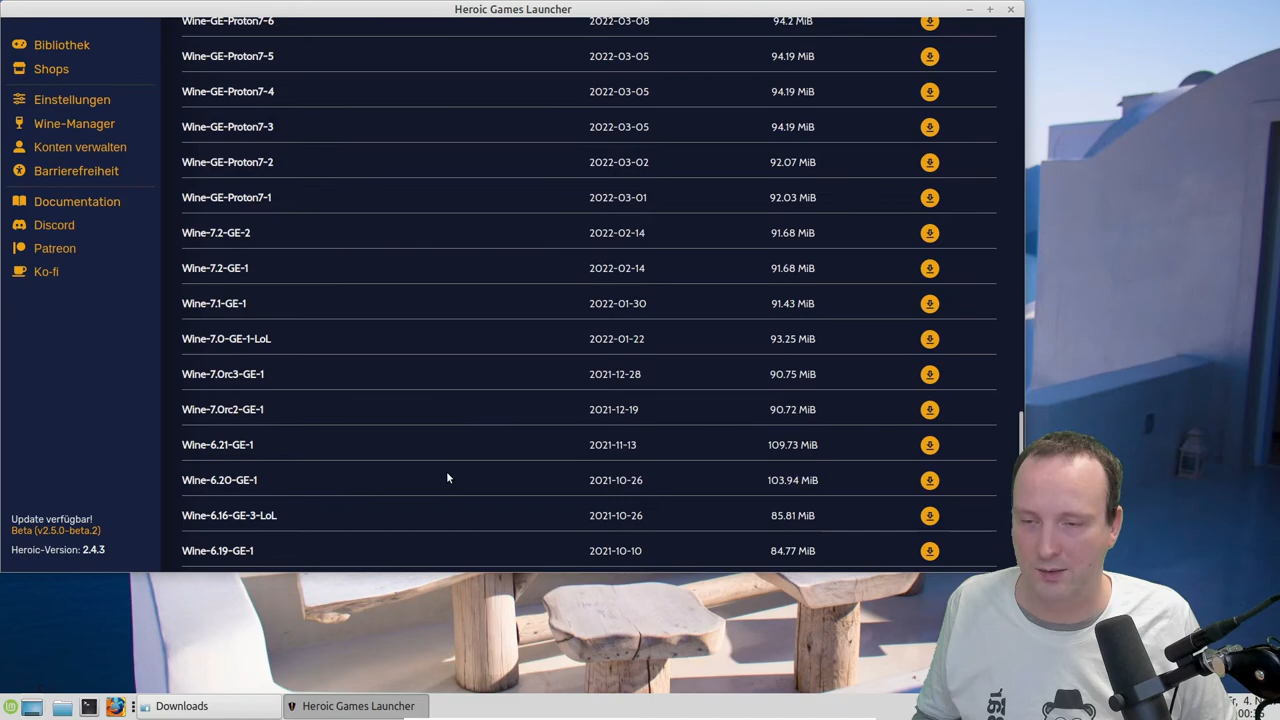 Heroic Games Launcher
Bibliothek
Shops
Einstellungen
Wine-Manager
Konten verwalten
Barrierefreiheit
Documentation
Discord
Patreon
Ko-fi
Update verfügbar!
Beta (v2.5.0-beta.2)
Heroic-Version: 2.4.3
Wine-GE-Proton7-6 2022-03-08 94.2 MiB
Wine-GE-Proton7-5 2022-03-05 94.19 MiB
Wine-GE-Proton7-4 2022-03-05 94.19 MiB
Wine-GE-Proton7-3 2022-03-05 94.19 MiB
Wine-GE-Proton7-2 2022-03-02 92.07 MiB
Wine-GE-Proton7-1 2022-03-01 92.03 MiB
Wine-7.2-GE-2 2022-02-14 91.68 MiB
Wine-7.2-GE-1 2022-02-14 91.68 MiB
Wine-7.1-GE-1 2022-01-30 91.43 MiB
Wine-7.0-GE-1-LoL 2022-01-22 93.25 MiB
Wine-7.0rc3-GE-1 2021-12-28 90.75 MiB
Wine-7.0rc2-GE-1 2021-12-19 90.72 MiB
Wine-6.21-GE-1 2021-11-13 109.73 MiB
Wine-6.20-GE-1 2021-10-26 103.94 MiB
Wine-6.16-GE-3-LoL 2021-10-26 85.81 MiB
Wine-6.19-GE-1 2021-10-10 84.77 MiB
Downloads
Heroic Games Launcher
Fr, 4.